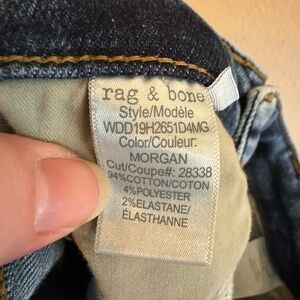 rag & bone
Style/Modèle
WDD19H2651D4MG
Color/Couleur:
MORGAN
Cut/Coupe#: 28338
94%COTTON/COTON
4%POLYESTER
2%ELASTANE/
ÉLASTHANNE